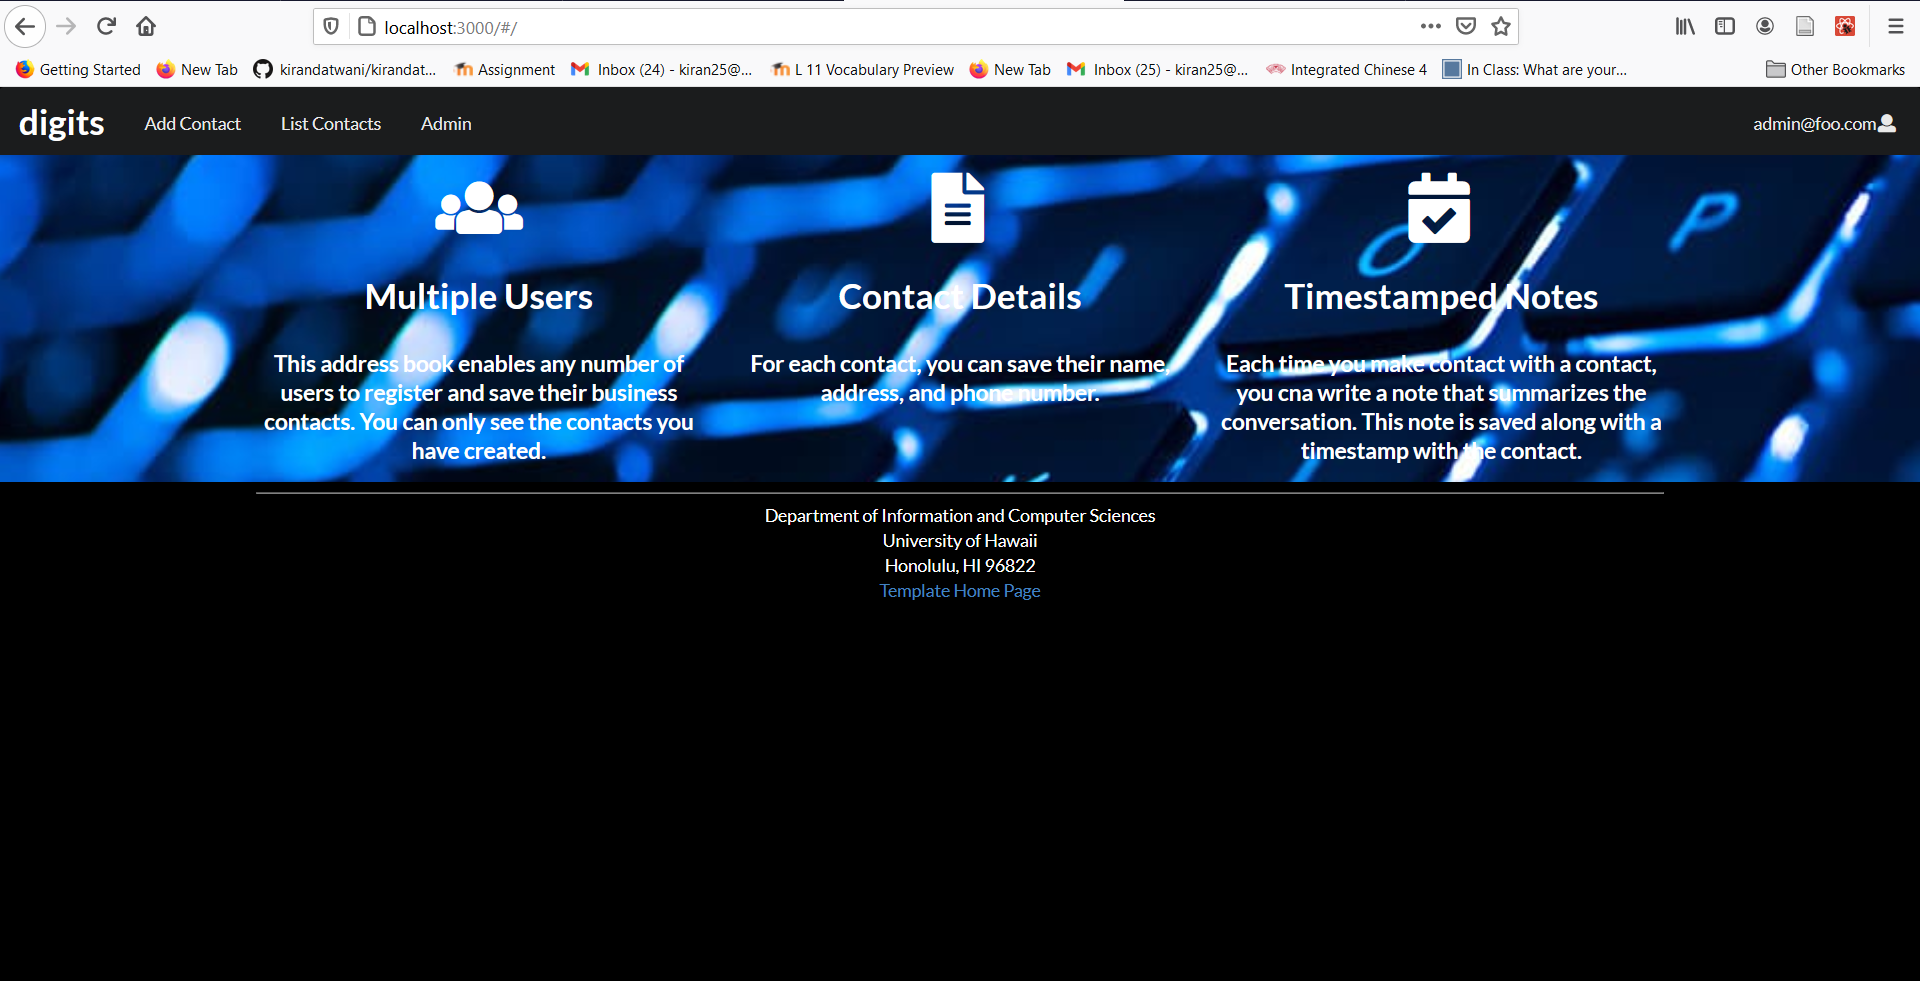 localhost:3000/#/
Getting Started New Tab kirandatwani/kirandat... Assignment Inbox (24) - kiran25@... L 11 Vocabulary Preview New Tab Inbox (25) - kiran25@... Integrated Chinese 4 In Class: What are your... Other Bookmarks
digits Add Contact List Contacts Admin admin@foo.com
Multiple Users
This address book enables any number of
users to register and save their business
contacts. You can only see the contacts you
have created.
Contact Details
For each contact, you can save their name,
address, and phone number.
Timestamped Notes
Each time you make contact with a contact,
you cna write a note that summarizes the
conversation. This note is saved along with a
timestamp with the contact.
Department of Information and Computer Sciences
University of Hawaii
Honolulu, HI 96822
Template Home Page